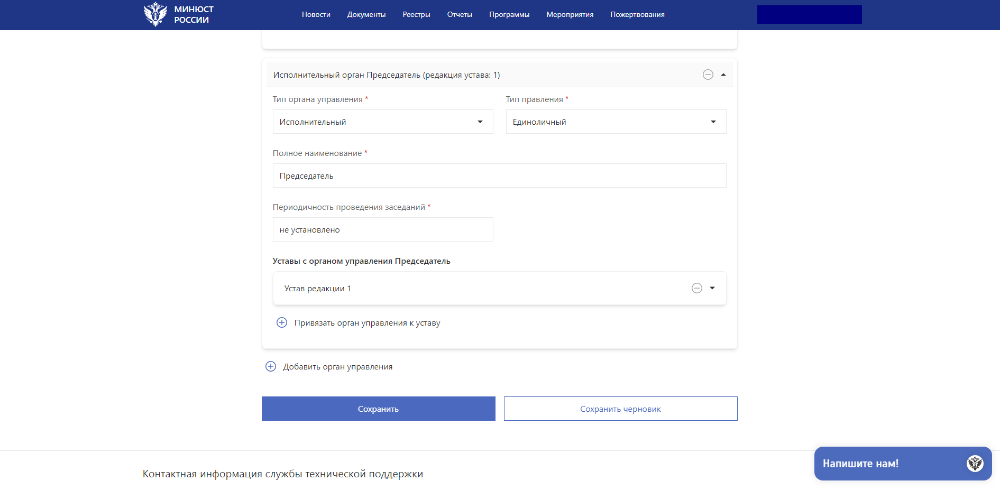 МИНЮСТ
РОССИИ
Новости Документы Реестры Отчеты Программы Мероприятия Пожертвования
Исполнительный орган Председатель (редакция устава: 1)
Тип органа управления * Тип правления *
Исполнительный Единоличный
Полное наименование *
Председатель
Периодичность проведения заседаний *
не установлено
Уставы с органом управления Председатель
Устав редакции 1
Привязать орган управления к уставу
Добавить орган управления
Сохранить Сохранить черновик
Напишите нам!
Контактная информация службы технической поддержки